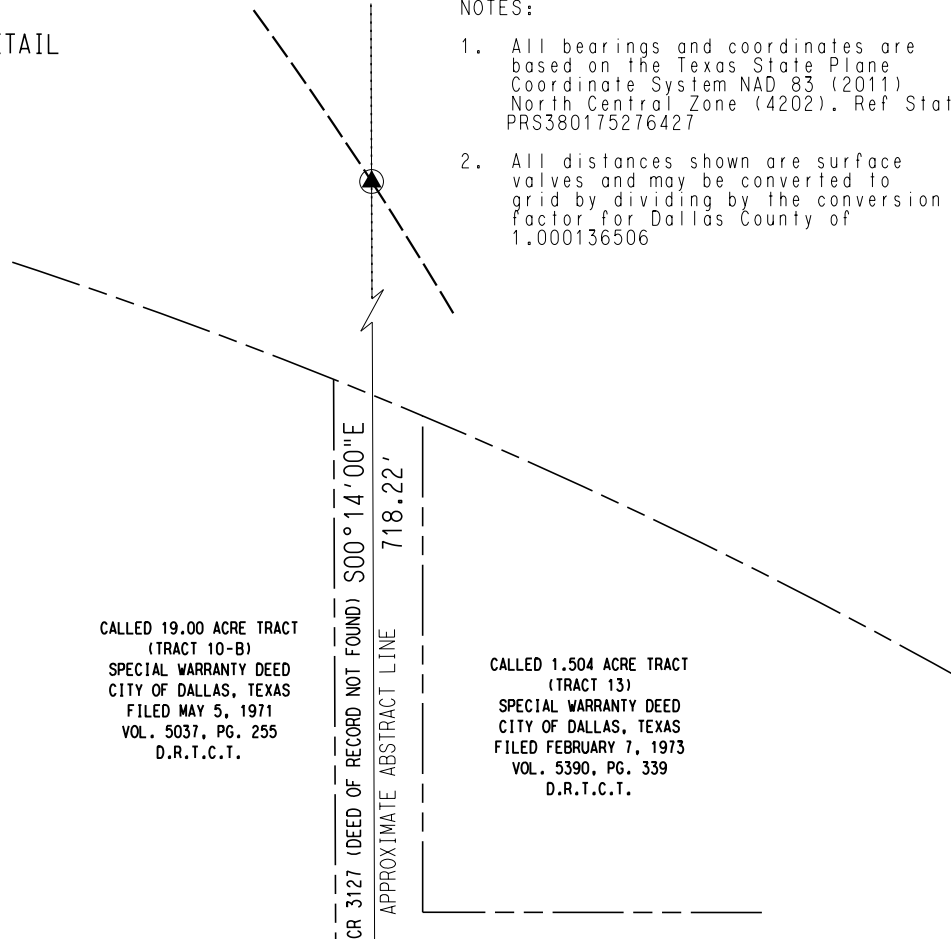 ETAIL
NOTES:
1. All bearings and coordinates are
based on the Texas State Plane
Coordinate System NAD 83 (2011)
North Central Zone (4202). Ref Stat
PRS380175276427
2. All distances shown are surface
valves and may be converted to
grid by dividing by the conversion
factor for Dallas County of
1.000136506
S00°14'00"E
718.22'
CR 3127 (DEED OF RECORD NOT FOUND)
APPROXIMATE ABSTRACT LINE
CALLED 19.00 ACRE TRACT
(TRACT 10-B)
SPECIAL WARRANTY DEED
CITY OF DALLAS, TEXAS
FILED MAY 5, 1971
VOL. 5037, PG. 255
D.R.T.C.T.
CALLED 1.504 ACRE TRACT
(TRACT 13)
SPECIAL WARRANTY DEED
CITY OF DALLAS, TEXAS
FILED FEBRUARY 7, 1973
VOL. 5390, PG. 339
D.R.T.C.T.